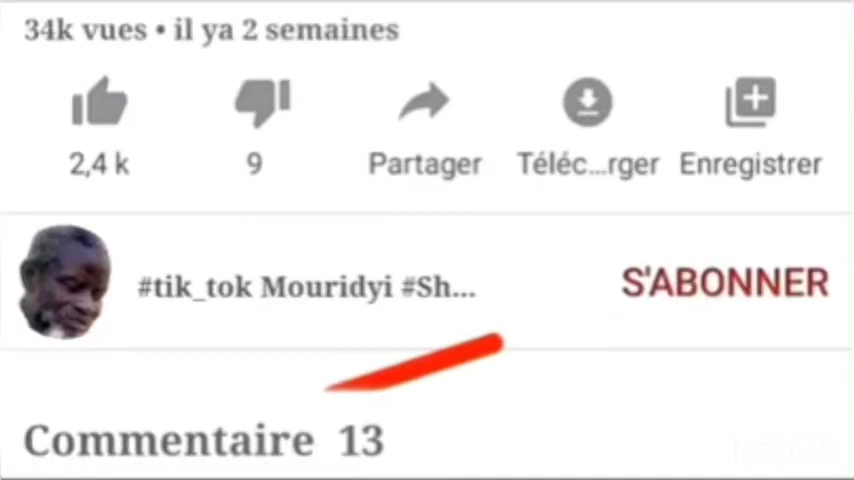 34k vues • il ya 2 semaines
2,4 k 9 Partager Téléc...rger Enregistrer
#tik_tok Mouridyi #Sh... S'ABONNER
Commentaire 13